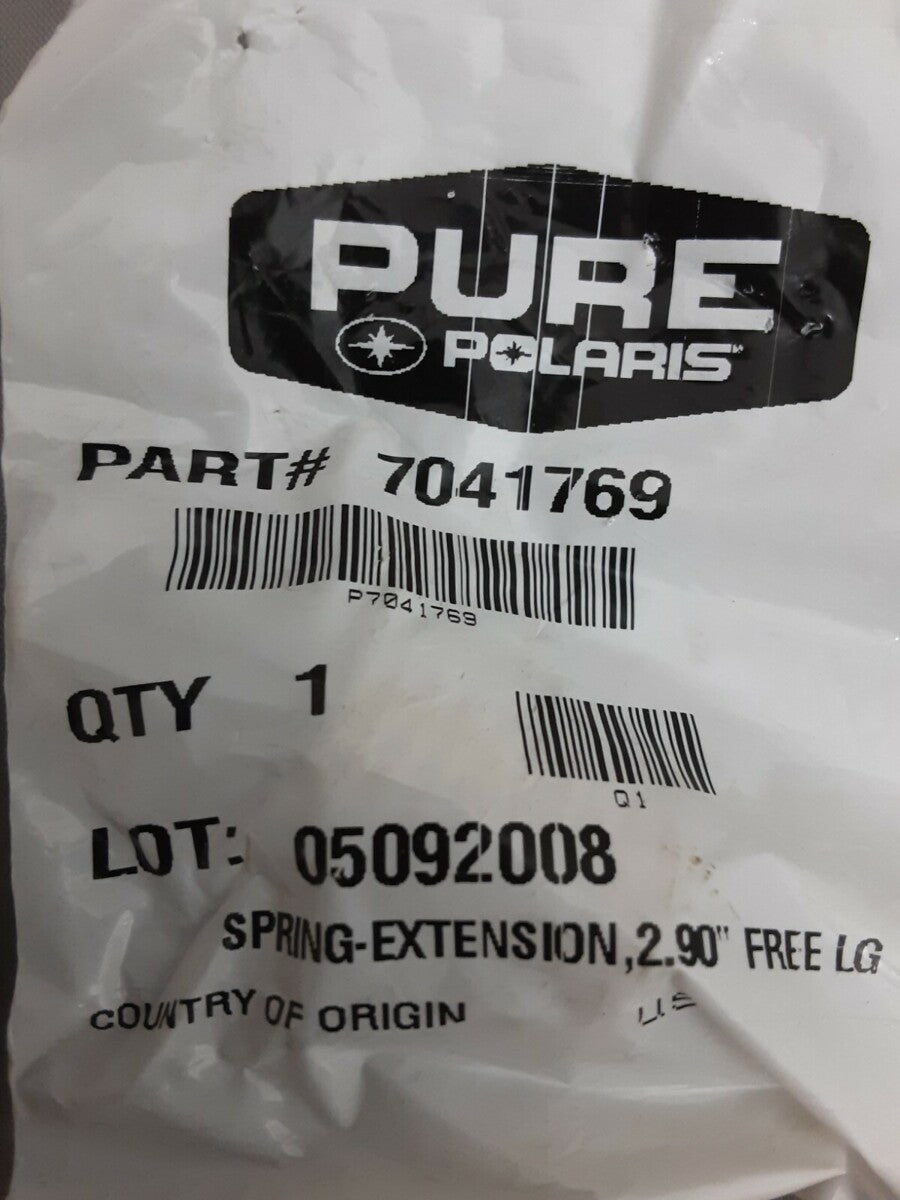 PURE
POLARIS
PART# 7041769
P7041769
QTY 1
Q1
LOT: 05092008
SPRING-EXTENSION,2.90" FREE LG
COUNTRY OF ORIGIN US